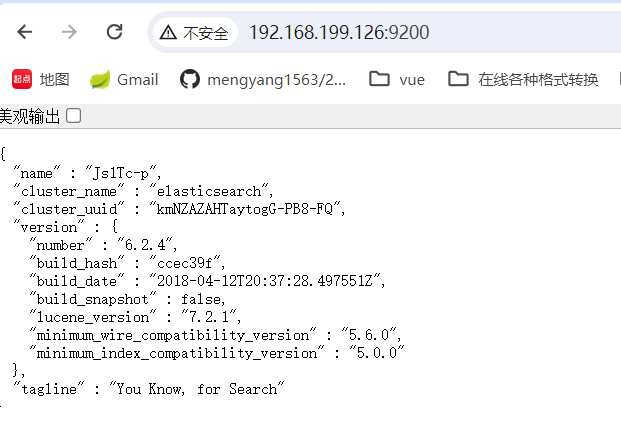 不安全 192.168.199.126:9200
起点 地图 Gmail mengyang1563/2... vue 在线各种格式转换
美观输出
{
"name" : "Js1Tc-p",
"cluster_name" : "elasticsearch",
"cluster_uuid" : "kmNZAZAHTaytogG-PB8-FQ",
"version" : {
"number" : "6.2.4",
"build_hash" : "ccec39f",
"build_date" : "2018-04-12T20:37:28.497551Z",
"build_snapshot" : false,
"lucene_version" : "7.2.1",
"minimum_wire_compatibility_version" : "5.6.0",
"minimum_index_compatibility_version" : "5.0.0"
},
"tagline" : "You Know, for Search"